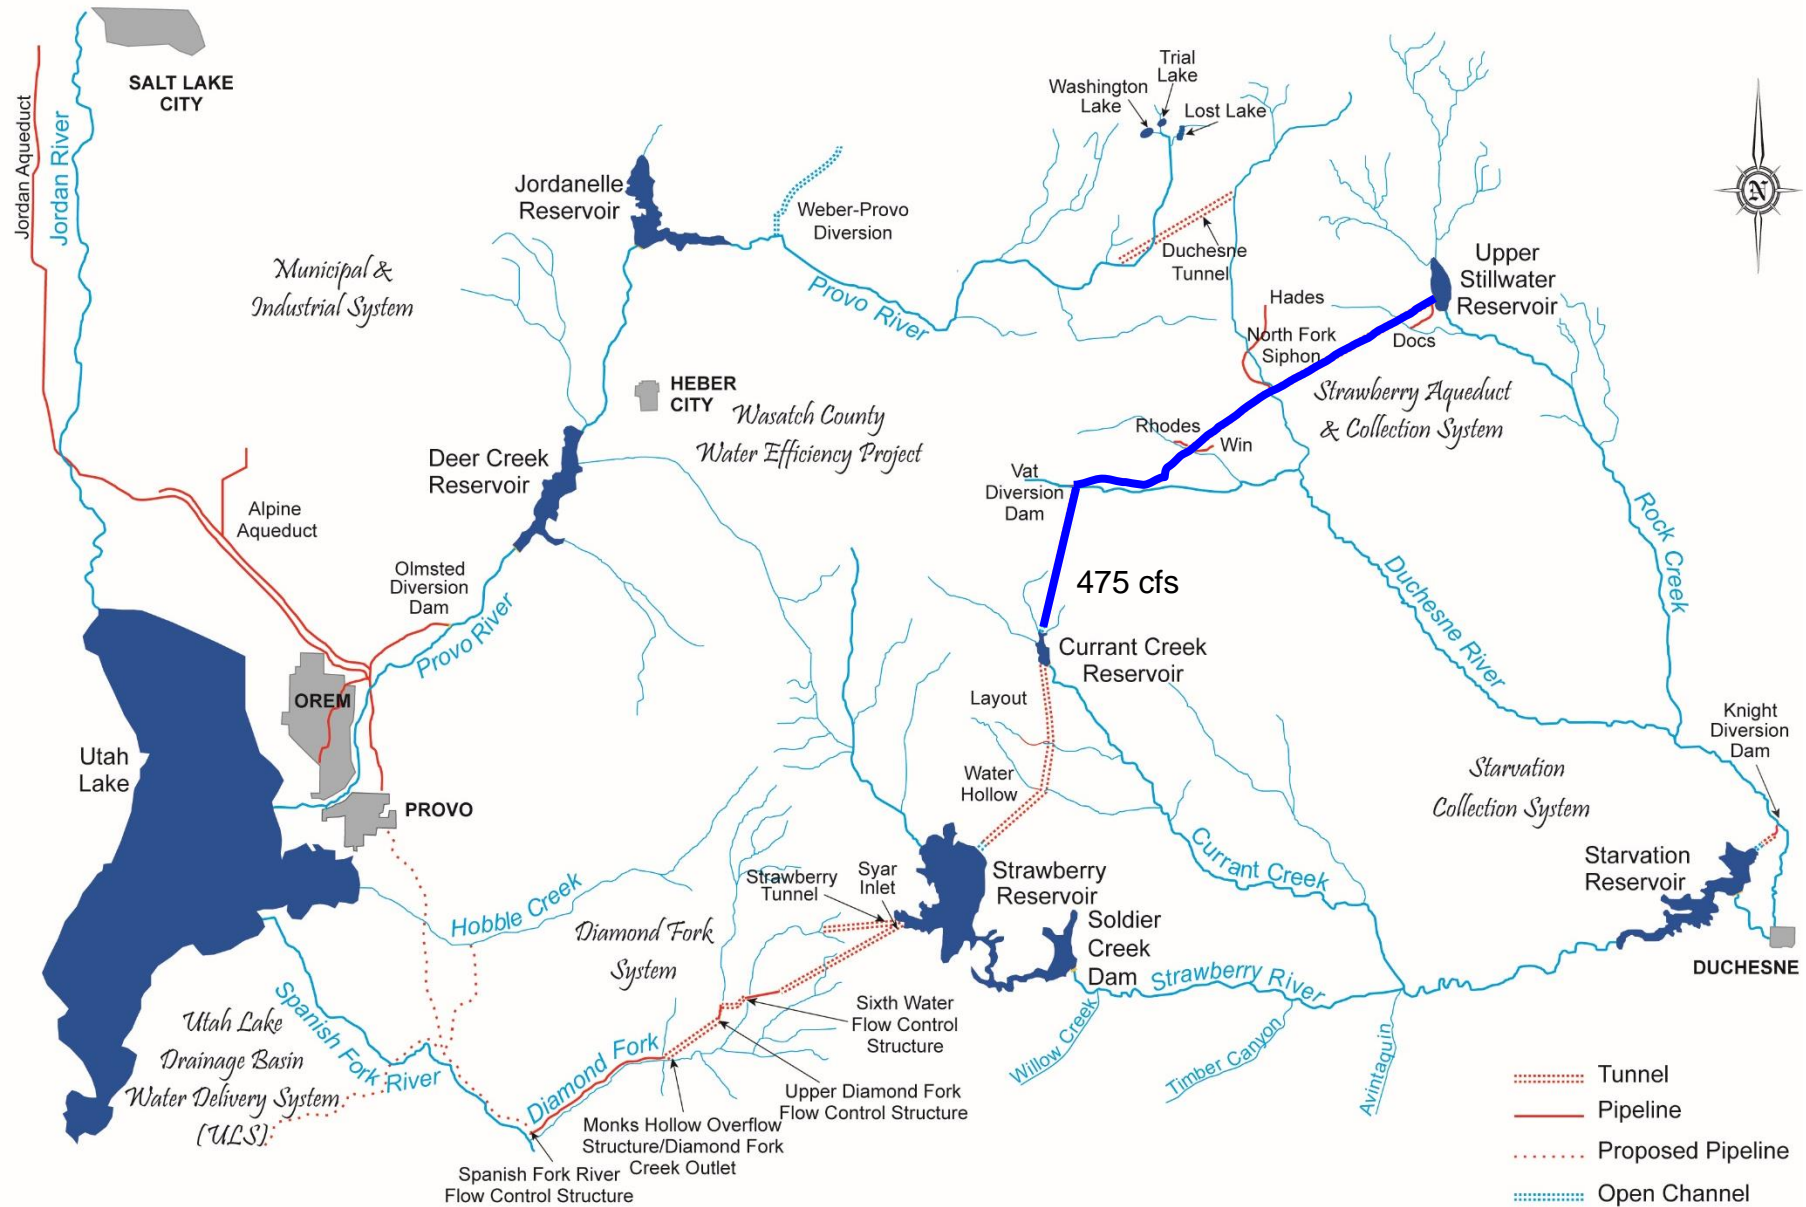 SALT LAKE
CITY
Jordan Aqueduct
Jordan River
Trial
Lake
Washington
Lake
Lost Lake
N
Jordanelle
Reservoir
Weber-Provo
Diversion
Duchesne
Tunnel
Upper
Stillwater
Reservoir
Municipal &
Industrial System
Provo River
Hades
North Fork
Siphon
Docs
HEBER
CITY
Wasatch County
Water Efficiency Project
Strawberry Aqueduct
& Collection System
Rhodes
Win
Deer Creek
Reservoir
Vat
Diversion
Dam
Alpine
Aqueduct
Rock Creek
Olmsted
Diversion
Dam
Provo River
475 cfs
Duchesne River
Currant Creek
Reservoir
OREM
Layout
Utah
Lake
Water
Hollow
Knight
Diversion
Dam
Starvation
Collection System
PROVO
Currant Creek
Strawberry
Tunnel
Syar
Inlet
Strawberry
Reservoir
Starvation
Reservoir
Hobble Creek
Diamond Fork
System
Soldier
Creek
Dam
Strawberry River
DUCHESNE
Spanish Fork River
Utah Lake
Drainage Basin
Water Delivery System
(ULS)
Diamond Fork
Sixth Water
Flow Control
Structure
Willow Creek
Timber Canyon
Avintaquin
Upper Diamond Fork
Flow Control Structure
Monks Hollow Overflow
Structure/Diamond Fork
Creek Outlet
Spanish Fork River
Flow Control Structure
Tunnel
Pipeline
Proposed Pipeline
Open Channel